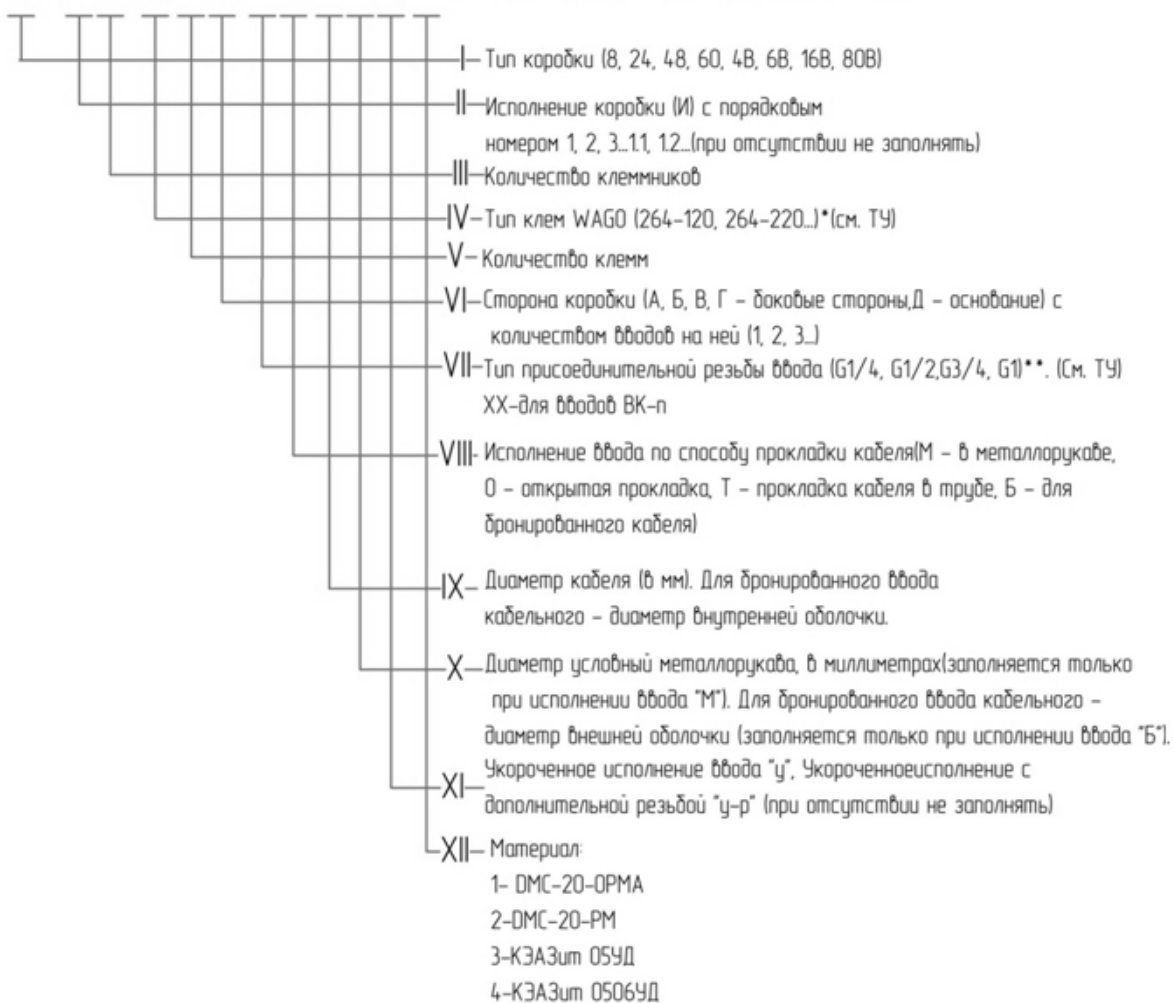 I Тип коробки (8, 24, 48, 60, 4В, 6В, 16В, 80В)
II Исполнение коробки (И) с порядковым
номером 1, 2, 3...1.1, 1.2...(при отсутствии не заполнять)
III Количество клеммников
IV Тип клем WAGO (264-120, 264-220...)*(см. ТУ)
V Количество клемм
VI Сторона коробки (А, Б, В, Г - боковые стороны,Д - основание) с
количеством вводов на ней (1, 2, 3...)
VII Тип присоединительной резьбы ввода (G1/4, G1/2,G3/4, G1)**. (См. ТУ)
ХХ-для вводов ВК-п
VIII Исполнение ввода по способу прокладки кабеля(М - в металлорукаве,
О - открытая прокладка, Т - прокладка кабеля в трубе, Б - для
бронированного кабеля)
IX Диаметр кабеля (в мм). Для бронированного ввода
кабельного - диаметр внутренней оболочки.
X Диаметр условный металлорукава, в миллиметрах(заполняется только
при исполнении ввода "М"). Для бронированного ввода кабельного -
диаметр внешней оболочки (заполняется только при исполнении ввода "Б").
XI Укороченное исполнение ввода "у", Укороченноеисполнение с
дополнительной резьбой "у-р" (при отсутствии не заполнять)
XII Материал:
1- DMC-20-ОРМА
2-DMC-20-РМ
3-КЭАЗит 05УД
4-КЭАЗит 0506УД